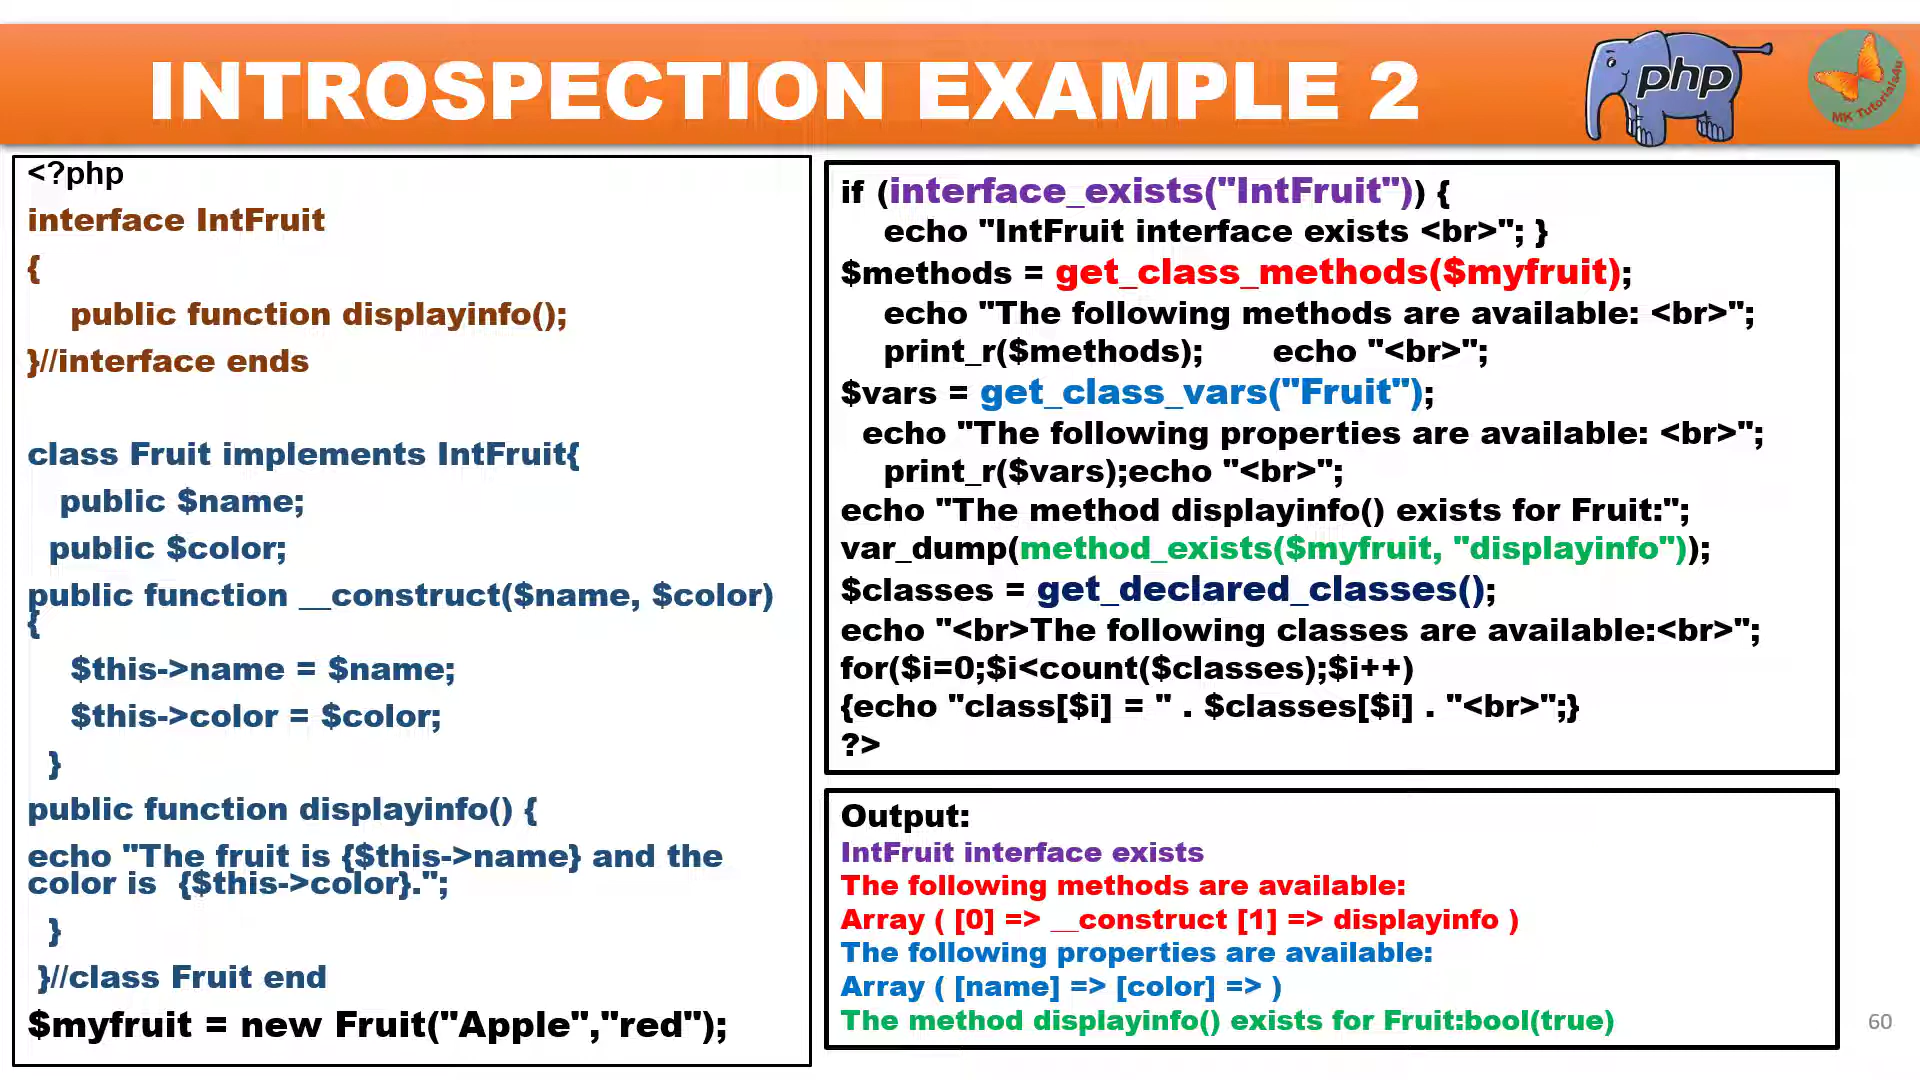 INTROSPECTION EXAMPLE 2
php
MK Tutorials4u
<?php
interface IntFruit
{
public function displayinfo();
}//interface ends
class Fruit implements IntFruit{
public $name;
public $color;
public function __construct($name, $color)
{
$this->name = $name;
$this->color = $color;
}
public function displayinfo() {
echo "The fruit is {$this->name} and the
color is  {$this->color}.";
}
}//class Fruit end
$myfruit = new Fruit("Apple","red");
if (interface_exists("IntFruit")) {
echo "IntFruit interface exists <br>"; }
$methods = get_class_methods($myfruit);
echo "The following methods are available: <br>";
print_r($methods);      echo "<br>";
$vars = get_class_vars("Fruit");
echo "The following properties are available: <br>";
print_r($vars);echo "<br>";
echo "The method displayinfo() exists for Fruit:";
var_dump(method_exists($myfruit, "displayinfo"));
$classes = get_declared_classes();
echo "<br>The following classes are available:<br>";
for($i=0;$i<count($classes);$i++)
{echo "class[$i] = " . $classes[$i] . "<br>";}
?>
Output:
IntFruit interface exists
The following methods are available:
Array ( [0] => __construct [1] => displayinfo )
The following properties are available:
Array ( [name] => [color] => )
The method displayinfo() exists for Fruit:bool(true)
60